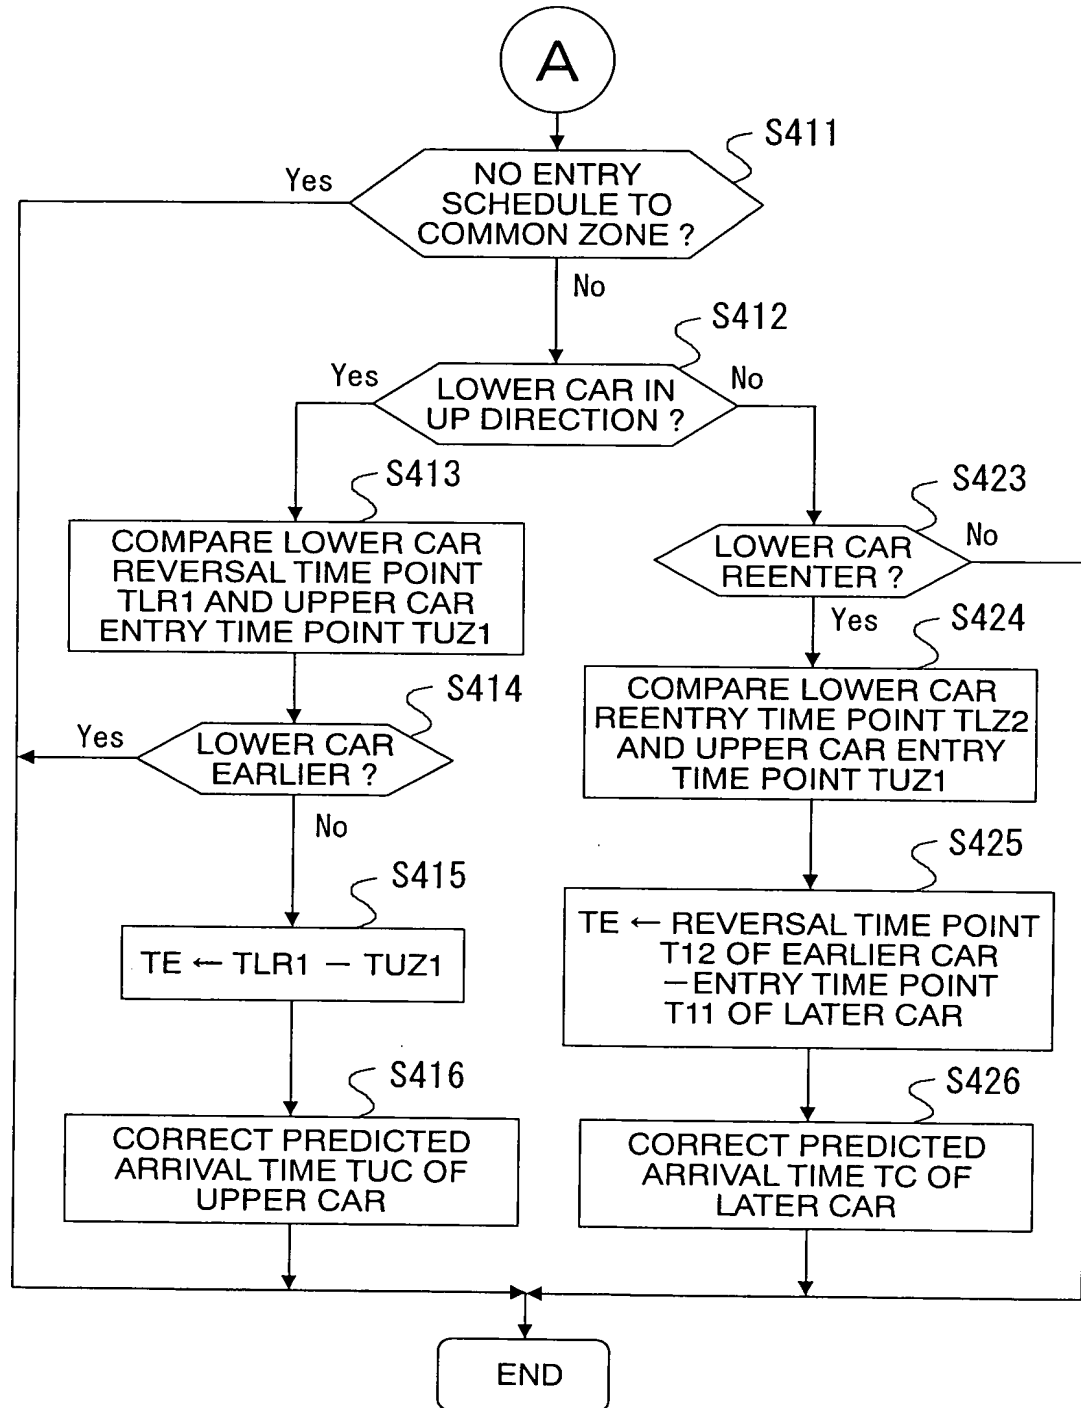 A
S411
Yes
NO ENTRY
SCHEDULE TO
COMMON ZONE ?
No
S412
Yes
LOWER CAR IN
UP DIRECTION ?
No
S413
COMPARE LOWER CAR
REVERSAL TIME POINT
TLR1 AND UPPER CAR
ENTRY TIME POINT TUZ1
S423
LOWER CAR
REENTER ?
No
Yes
S414
Yes
LOWER CAR
EARLIER ?
No
S424
COMPARE LOWER CAR
REENTRY TIME POINT TLZ2
AND UPPER CAR ENTRY
TIME POINT TUZ1
S415
TE ← TLR1 – TUZ1
S425
TE ← REVERSAL TIME POINT
T12 OF EARLIER CAR
–ENTRY TIME POINT
T11 OF LATER CAR
S416
CORRECT PREDICTED
ARRIVAL TIME TUC OF
UPPER CAR
S426
CORRECT PREDICTED
ARRIVAL TIME TC OF
LATER CAR
END